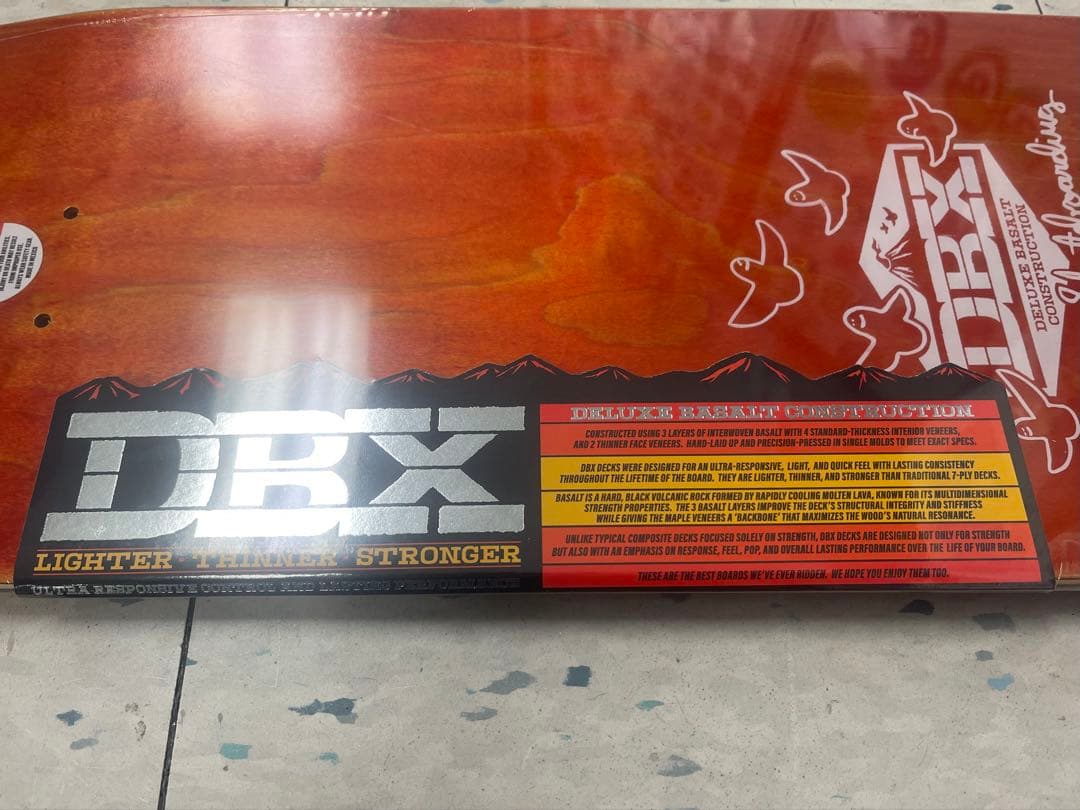 DBX
DELUXE BASALT
CONSTRUCTION
DBX
LIGHTER · THINNER · STRONGER
ULTRA RESPONSIVE
DELUXE BASALT CONSTRUCTION
CONSTRUCTED USING 3 LAYERS OF INTERWOVEN BASALT WITH 4 STANDARD-THICKNESS INTERIOR VENEERS,
AND 2 THINNER FACE VENEERS. HAND-LAID UP AND PRECISION-PRESSED IN SINGLE MOLDS TO MEET EXACT SPECS.
DBX DECKS WERE DESIGNED FOR AN ULTRA-RESPONSIVE, LIGHT, AND QUICK FEEL WITH LASTING CONSISTENCY
THROUGHOUT THE LIFETIME OF THE BOARD. THEY ARE LIGHTER, THINNER, AND STRONGER THAN TRADITIONAL 7-PLY DECKS.
BASALT IS A HARD, BLACK VOLCANIC ROCK FORMED BY RAPIDLY COOLING MOLTEN LAVA, KNOWN FOR ITS MULTIDIMENSIONAL
STRENGTH PROPERTIES. THE 3 BASALT LAYERS IMPROVE THE DECK'S STRUCTURAL INTEGRITY AND STIFFNESS
WHILE GIVING THE MAPLE VENEERS A 'BACKBONE' THAT MAXIMIZES THE WOOD'S NATURAL RESONANCE.
UNLIKE TYPICAL COMPOSITE DECKS FOCUSED SOLELY ON STRENGTH, DBX DECKS ARE DESIGNED NOT ONLY FOR STRENGTH
BUT ALSO WITH AN EMPHASIS ON RESPONSE, FEEL, POP, AND OVERALL LASTING PERFORMANCE OVER THE LIFE OF YOUR BOARD.
THESE ARE THE BEST BOARDS WE'VE EVER RIDDEN. WE HOPE YOU ENJOY THEM TOO.